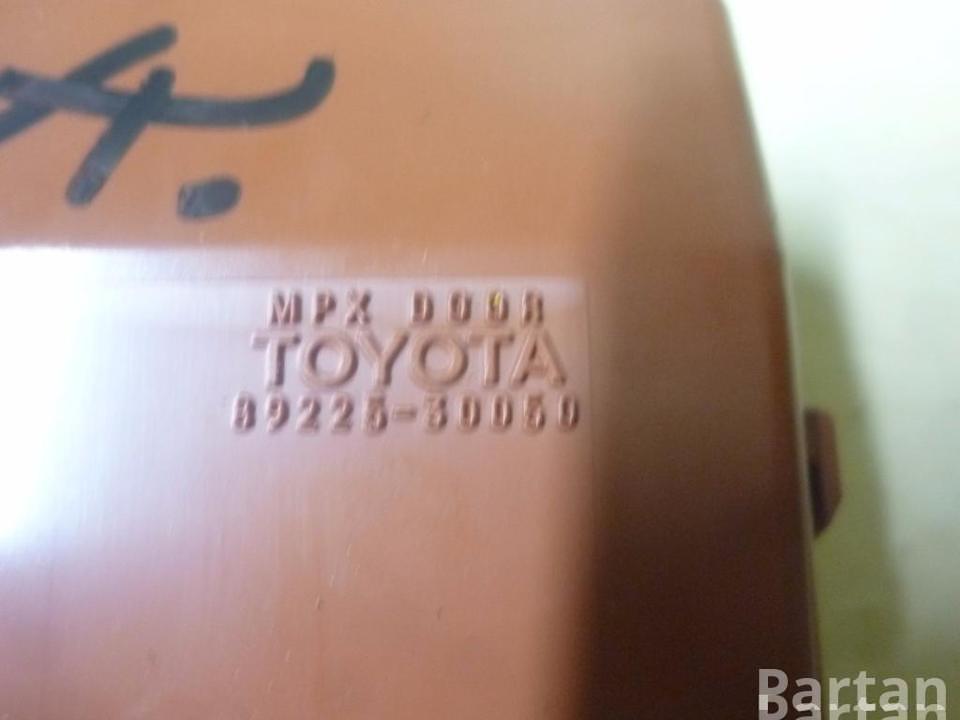 MPX DOOR
TOYOTA
89225-30050
Bartan